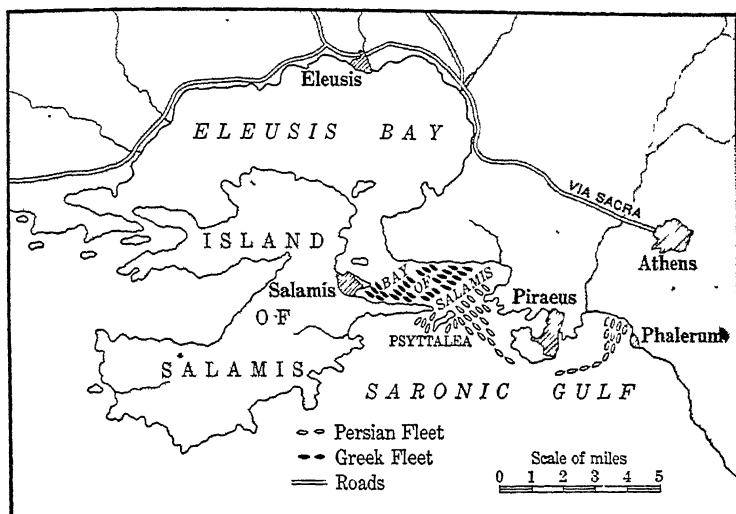 Eleusis
ELEUSIS BAY
VIA SACRA
Athens
ISLAND
BAY
OF
SALAMIS
Salamis
OF
Piraeus
PSYTTALEA
Phalerum
SALAMIS
SARONIC GULF
Persian Fleet
Greek Fleet
Roads
Scale of miles
0 1 2 3 4 5